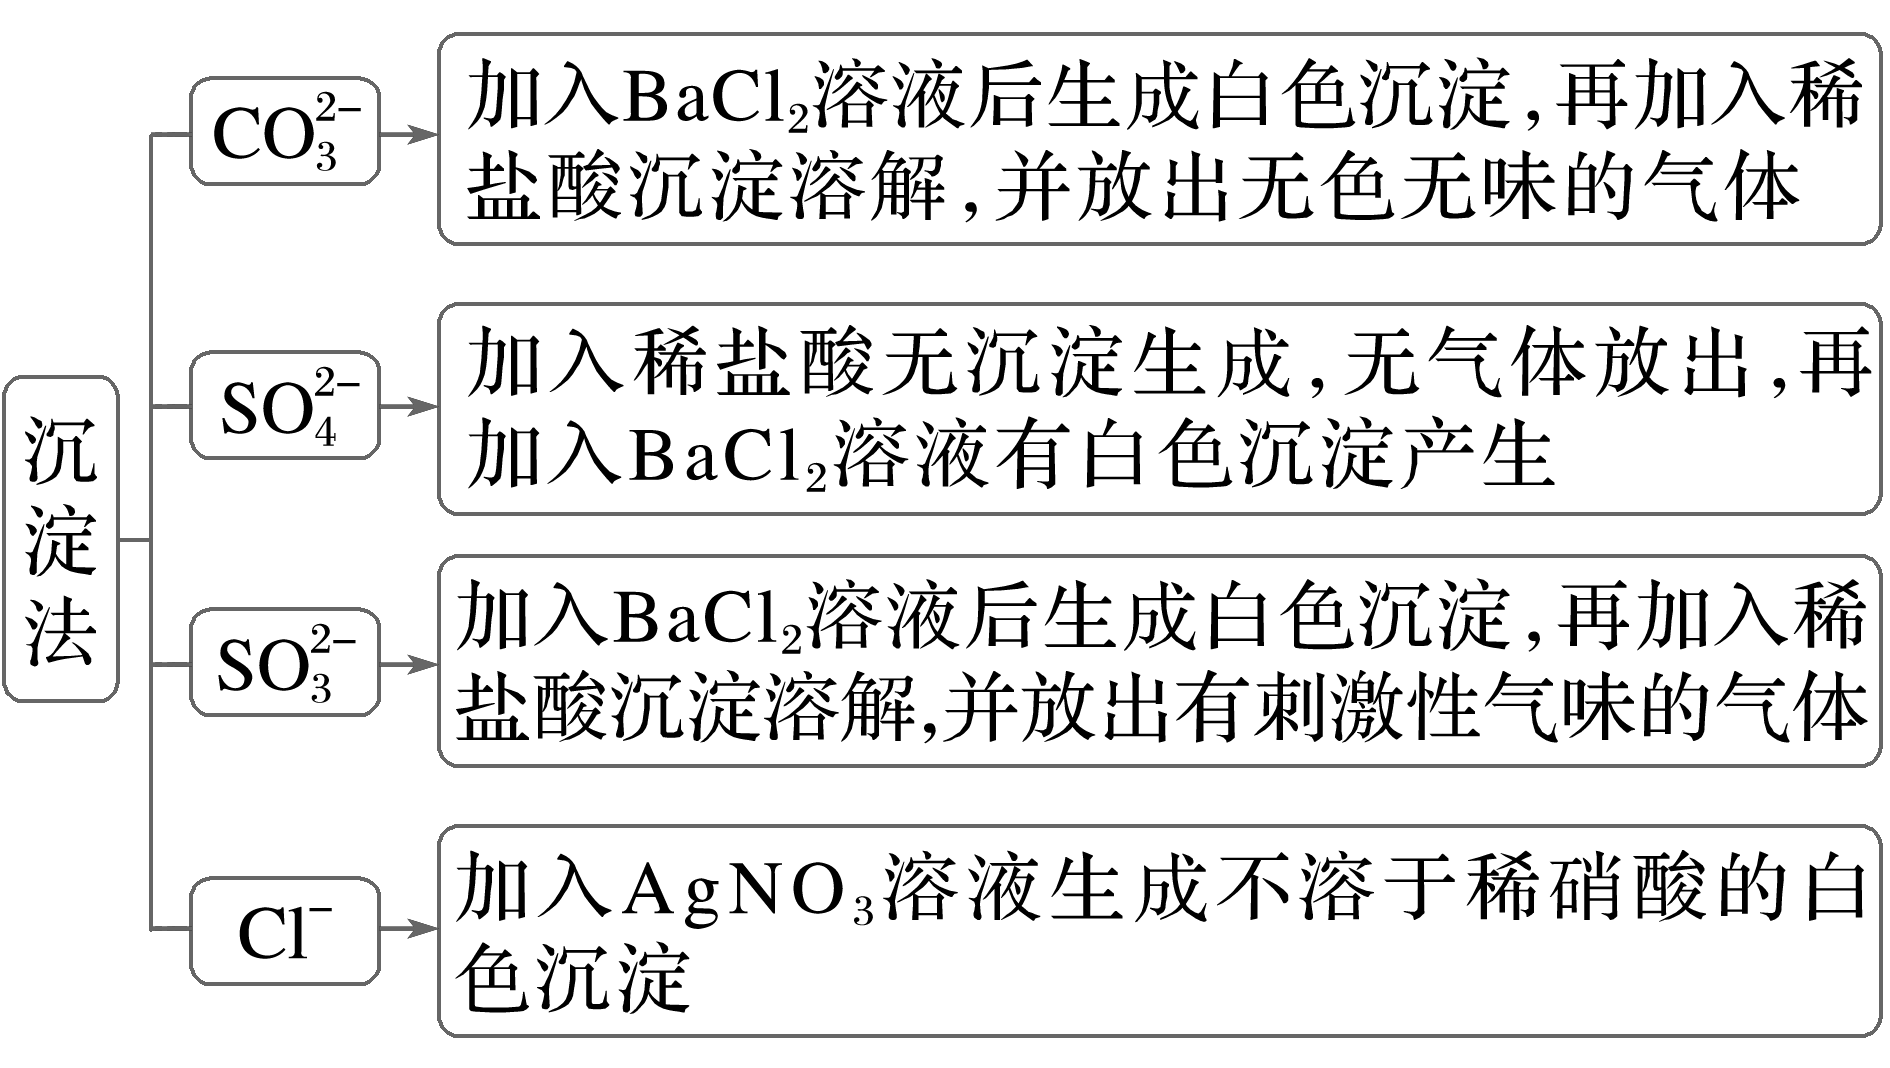 沉淀法
CO₃²⁻
加入BaCl₂溶液后生成白色沉淀,再加入稀
盐酸沉淀溶解,并放出无色无味的气体
SO₄²⁻
加入稀盐酸无沉淀生成,无气体放出,再
加入BaCl₂溶液有白色沉淀产生
SO₃²⁻
加入BaCl₂溶液后生成白色沉淀,再加入稀
盐酸沉淀溶解,并放出有刺激性气味的气体
Cl⁻
加入AgNO₃溶液生成不溶于稀硝酸的白
色沉淀